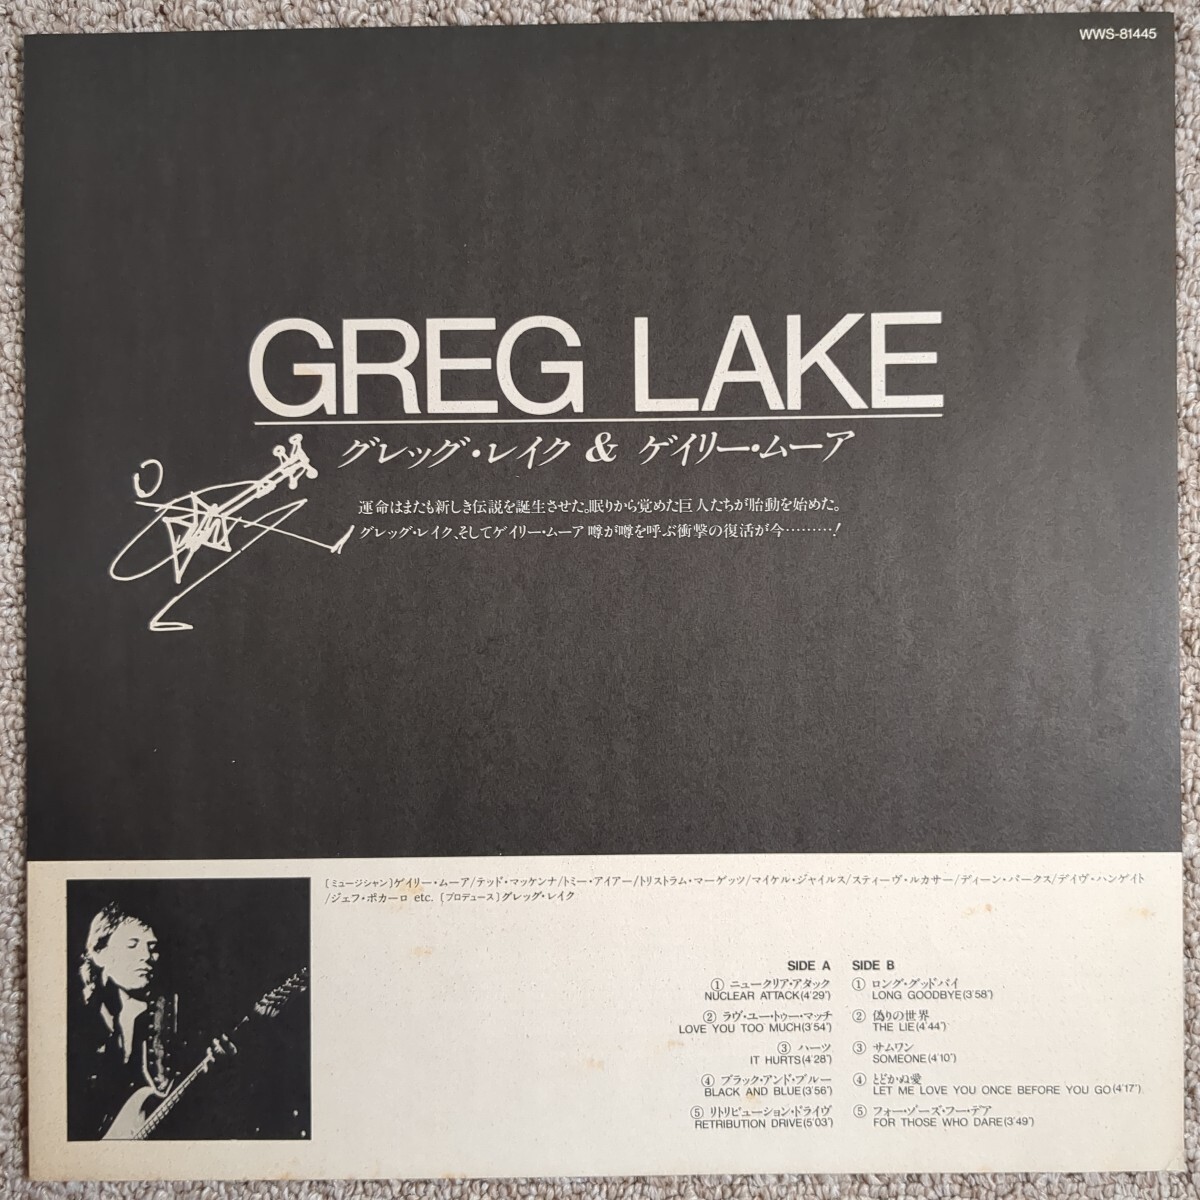 WWS-81445
GREG LAKE
グレッグ・レイク & ゲイリー・ムーア
運命はまたも新しき伝説を誕生させた。眠りから覚めた巨人たちが胎動を始めた。
グレッグ・レイク、そしてゲイリー・ムーア 噂が噂を呼ぶ衝撃の復活が今………!
〔ミュージシャン〕ゲイリー・ムーア/テッド・マッケンナ/トミー・アイアー/トリストラム・マーゲッツ/マイケル・ジャイルス/スティーヴ・ルカサー/ディーン・パークス/デイヴ・ハンゲイト
/ジェフ・ポカーロ etc.〔プロデュース〕グレッグ・レイク
SIDE A
① ニュークリア・アタック
NUCLEAR ATTACK(4'29")
② ラヴ・ユー・トゥー・マッチ
LOVE YOU TOO MUCH(3'54")
③ ハーツ
IT HURTS(4'28")
④ ブラック・アンド・ブルー
BLACK AND BLUE(3'56")
⑤ リトリビューション・ドライヴ
RETRIBUTION DRIVE(5'03")
SIDE B
① ロング・グッドバイ
LONG GOODBYE(3'58")
② 偽りの世界
THE LIE(4'44")
③ サムワン
SOMEONE(4'10")
④ とどかぬ愛
LET ME LOVE YOU ONCE BEFORE YOU GO(4'17")
⑤ フォー・ゾーズ・フー・デア
FOR THOSE WHO DARE(3'49")